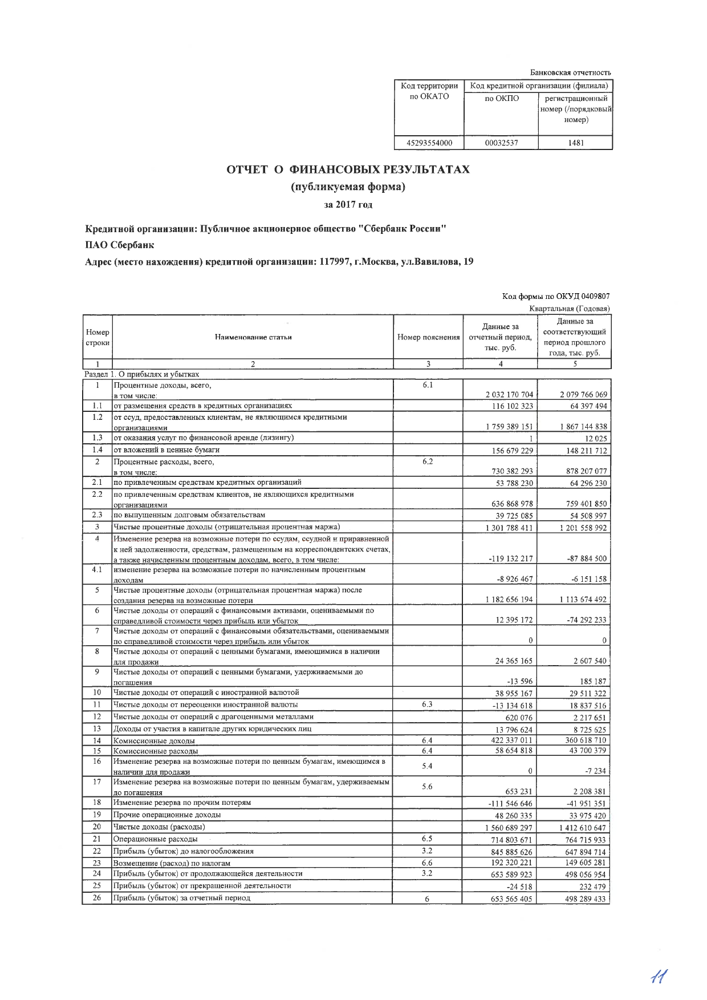 Банковская отчетность
Код территории по ОКАТО
Код кредитной организации (филиала)
по ОКПО
регистрационный номер (/порядковый номер)
45293554000 00032537 1481
ОТЧЕТ О ФИНАНСОВЫХ РЕЗУЛЬТАТАХ
(публикуемая форма)
за 2017 год
Кредитной организации: Публичное акционерное общество "Сбербанк России"
ПАО Сбербанк
Адрес (место нахождения) кредитной организации: 117997, г.Москва, ул.Вавилова, 19
Код формы по ОКУД 0409807
Квартальная (Годовая)
Номер строки
Наименование статьи
Номер пояснения
Данные за отчетный период, тыс. руб.
Данные за соответствующий период прошлого года, тыс. руб.
1 2 3 4 5
Раздел 1. О прибылях и убытках
1 Процентные доходы, всего, 6.1
в том числе: 2 032 170 704 2 079 766 069
1.1 от размещения средств в кредитных организациях 116 102 323 64 397 494
1.2 от ссуд, предоставленных клиентам, не являющимся кредитными
организациями 1 759 389 151 1 867 144 838
1.3 от оказания услуг по финансовой аренде (лизингу) 1 12 025
1.4 от вложений в ценные бумаги 156 679 229 148 211 712
2 Процентные расходы, всего, 6.2
в том числе: 730 382 293 878 207 077
2.1 по привлеченным средствам кредитных организаций 53 788 230 64 296 230
2.2 по привлеченным средствам клиентов, не являющихся кредитными
организациями 636 868 978 759 401 850
2.3 по выпущенным долговым обязательствам 39 725 085 54 508 997
3 Чистые процентные доходы (отрицательная процентная маржа) 1 301 788 411 1 201 558 992
4 Изменение резерва на возможные потери по ссудам, ссудной и приравненной
к ней задолженности, средствам, размещенным на корреспондентских счетах,
а также начисленным процентным доходам, всего, в том числе: -119 132 217 -87 884 500
4.1 изменение резерва на возможные потери по начисленным процентным
доходам -8 926 467 -6 151 158
5 Чистые процентные доходы (отрицательная процентная маржа) после
создания резерва на возможные потери 1 182 656 194 1 113 674 492
6 Чистые доходы от операций с финансовыми активами, оцениваемыми по
справедливой стоимости через прибыль или убыток 12 395 172 -74 292 233
7 Чистые доходы от операций с финансовыми обязательствами, оцениваемыми
по справедливой стоимости через прибыль или убыток 0 0
8 Чистые доходы от операций с ценными бумагами, имеющимися в наличии
для продажи 24 365 165 2 607 540
9 Чистые доходы от операций с ценными бумагами, удерживаемыми до
погашения -13 596 185 187
10 Чистые доходы от операций с иностранной валютой 38 955 167 29 511 322
11 Чистые доходы от переоценки иностранной валюты 6.3 -13 134 618 18 837 516
12 Чистые доходы от операций с драгоценными металлами 620 076 2 217 651
13 Доходы от участия в капитале других юридических лиц 13 796 624 8 725 625
14 Комиссионные доходы 6.4 422 337 011 360 618 710
15 Комиссионные расходы 6.4 58 654 818 43 700 379
16 Изменение резерва на возможные потери по ценным бумагам, имеющимся в
наличии для продажи 5.4 0 -7 234
17 Изменение резерва на возможные потери по ценным бумагам, удерживаемым
до погашения 5.6 653 231 2 208 381
18 Изменение резерва по прочим потерям -111 546 646 -41 951 351
19 Прочие операционные доходы 48 260 335 33 975 420
20 Чистые доходы (расходы) 1 560 689 297 1 412 610 647
21 Операционные расходы 6.5 714 803 671 764 715 933
22 Прибыль (убыток) до налогообложения 3.2 845 885 626 647 894 714
23 Возмещение (расход) по налогам 6.6 192 320 221 149 605 281
24 Прибыль (убыток) от продолжающейся деятельности 3.2 653 589 923 498 056 954
25 Прибыль (убыток) от прекращенной деятельности -24 518 232 479
26 Прибыль (убыток) за отчетный период 6 653 565 405 498 289 433
11